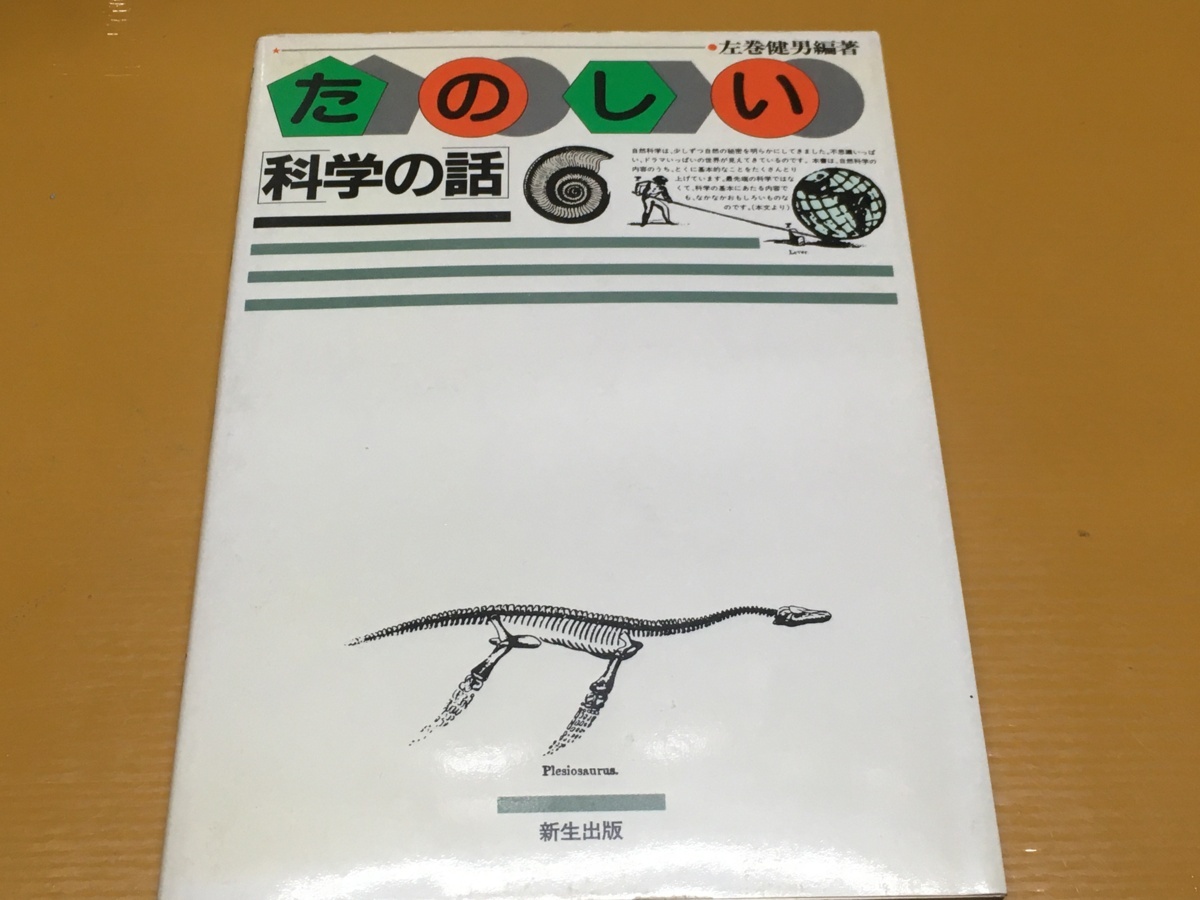 左巻健男編著
たのしい
科学の話
自然科学は、少しずつ自然の秘密を明らかにしてきました。不思議いっぱ
い、ドラマいっぱいの世界が見えてきているのです。本書は、自然科学の
内容のうち、とくに基本的なことをたくさんとり
上げています。最先端の科学ではな
くて、科学の基本にあたる内容で
も、なかなかおもしろいものな
のです。(本文より)
Lever
Plesiosaurus.
新生出版